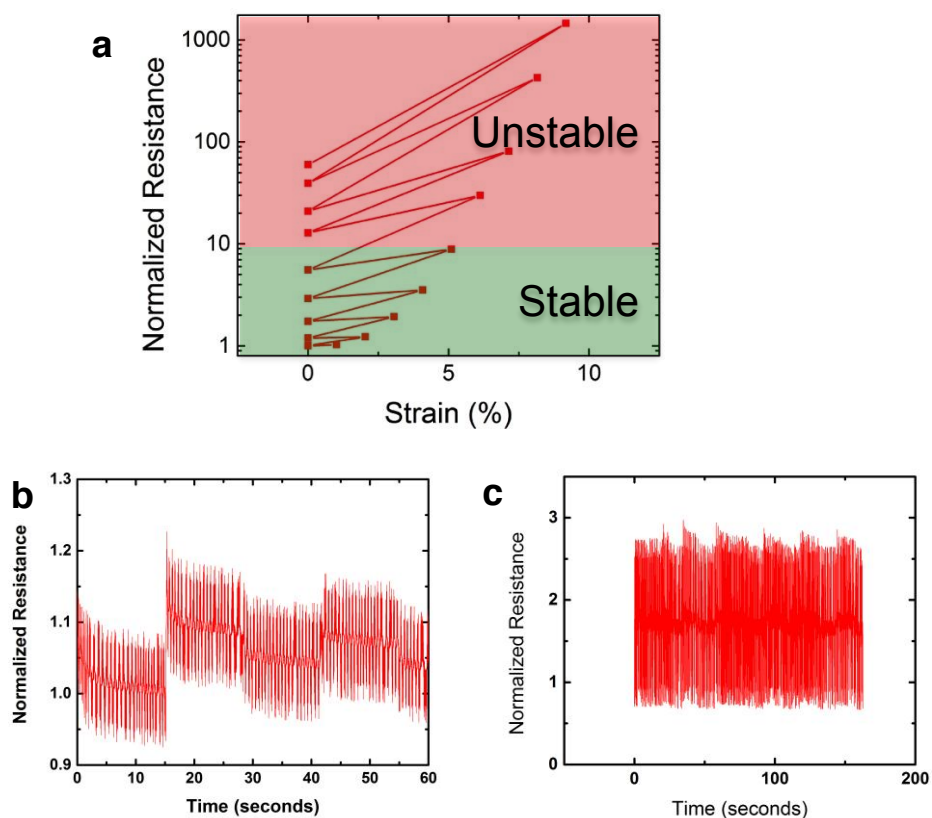 a
Normalized Resistance
1000
100
10
1
Unstable
Stable
0
5
10
Strain (%)
b
Normalized Resistance
1.3
1.2
1.1
1.0
0.9
0
10
20
30
40
50
60
Time (seconds)
c
Normalized Resistance
3
2
1
0
0
100
200
Time (seconds)